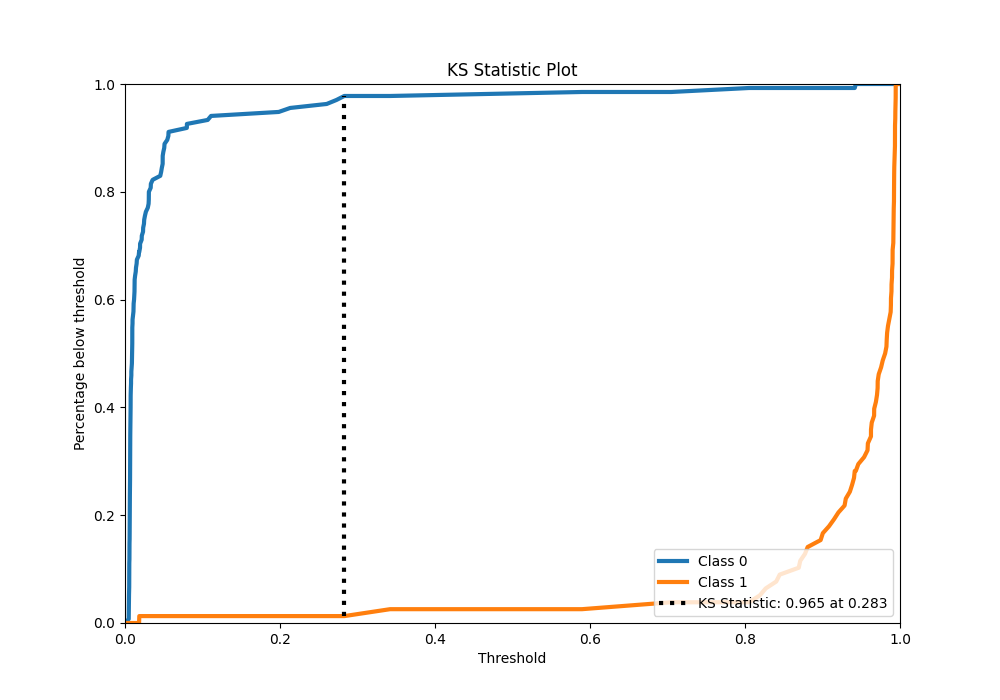 KS Statistic Plot
Percentage below threshold
1.0
0.8
0.6
0.4
0.2
0.0
0.0 0.2 0.4 0.6 0.8 1.0
Threshold
Class 0
Class 1
KS Statistic: 0.965 at 0.283